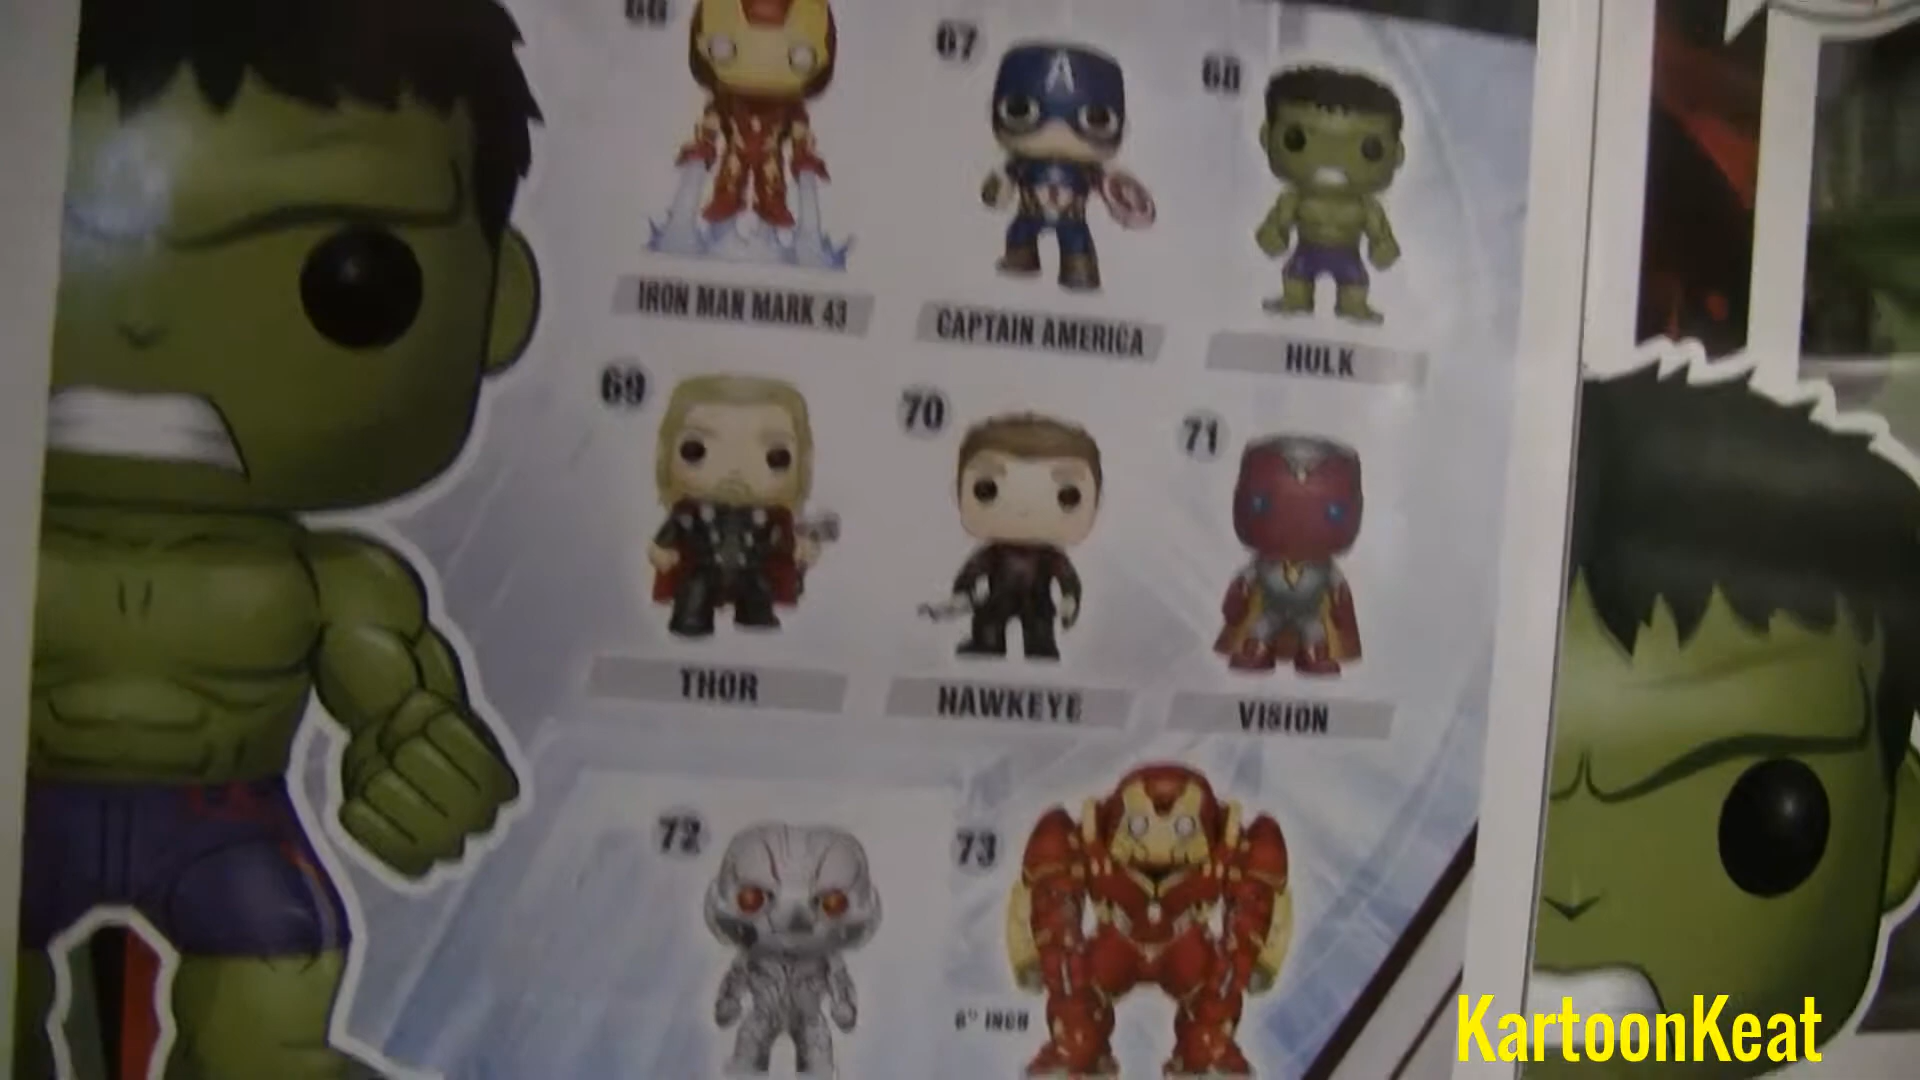 66
67
68
IRON MAN MARK 43
CAPTAIN AMERICA
HULK
69
70
71
THOR
HAWKEYE
VISION
72
73
6" INCH
KartoonKeat